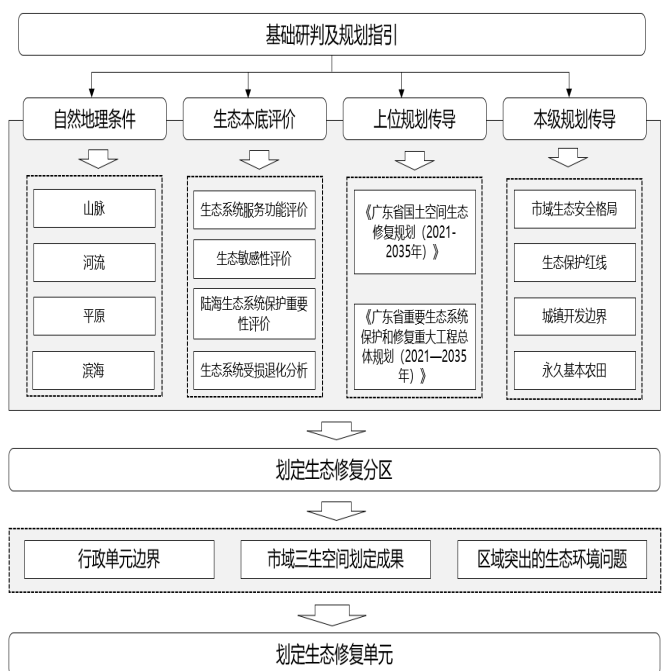 基础研判及规划指引
自然地理条件
生态本底评价
上位规划传导
本级规划传导
山脉
河流
平原
滨海
生态系统服务功能评价
生态敏感性评价
陆海生态系统保护重要
性评价
生态系统受损退化分析
《广东省国土空间生态
修复规划（2021-
2035年）》
《广东省重要生态系统
保护和修复重大工程总
体规划（2021—2035
年）》
市域生态安全格局
生态保护红线
城镇开发边界
永久基本农田
划定生态修复分区
行政单元边界
市域三生空间划定成果
区域突出的生态环境问题
划定生态修复单元